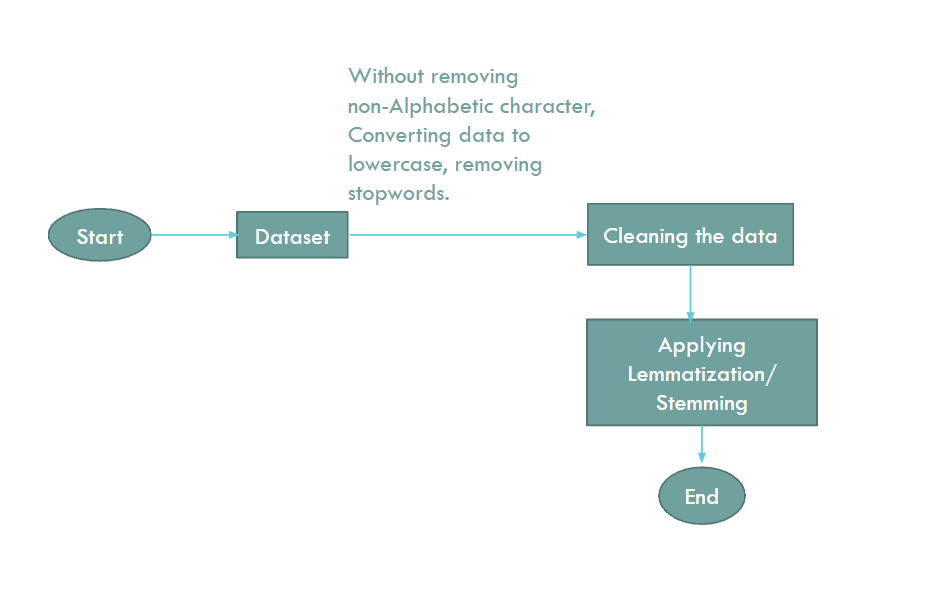 Without removing
non-Alphabetic character,
Converting data to
lowercase, removing
stopwords.
Start
Dataset
Cleaning the data
Applying
Lemmatization/
Stemming
End